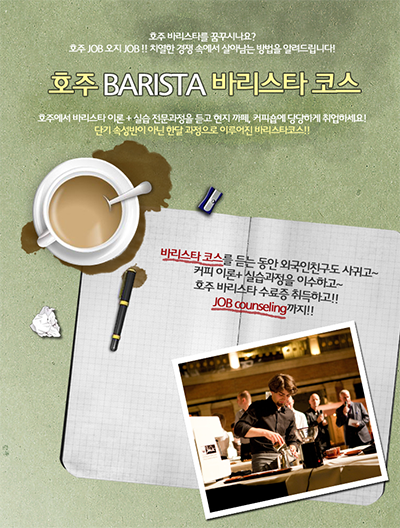 호주 바리스타를 꿈꾸시나요?
호주 JOB 오지 JOB !! 치열한 경쟁 속에서 살아남는 방법을 알려드립니다!
호주 BARISTA 바리스타 코스
호주에서 바리스타 이론 + 실습 전문과정을 듣고 현지 까페, 커피숍에 당당하게 취업하세요!
단기 속성반이 아닌 한달 과정으로 이루어진 바리스타코스!!
바리스타 코스를 듣는 동안 외국인친구도 사귀고~
커피 이론+ 실습과정을 이수하고~
호주 바리스타 수료증 취득하고!!
JOB counseling까지!!